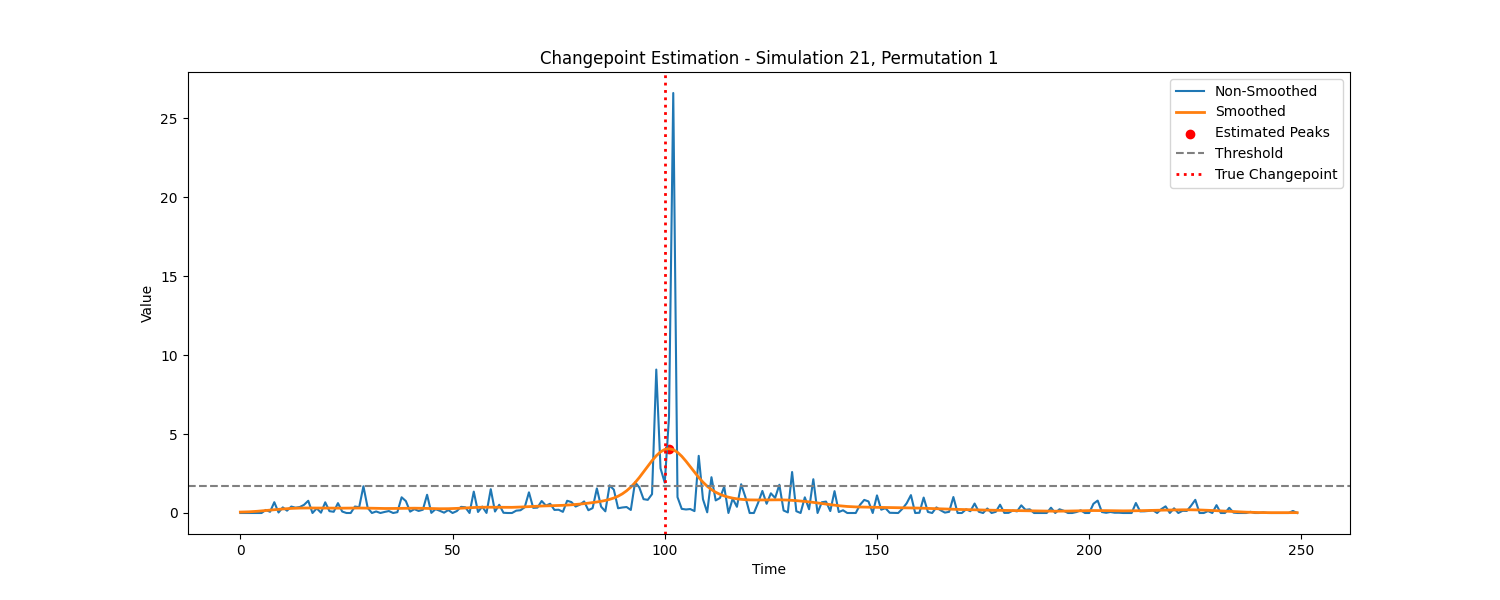 Changepoint Estimation - Simulation 21, Permutation 1
Non-Smoothed
Smoothed
Estimated Peaks
Threshold
True Changepoint
Value
25
20
15
10
5
0
0 50 100 150 200 250
Time